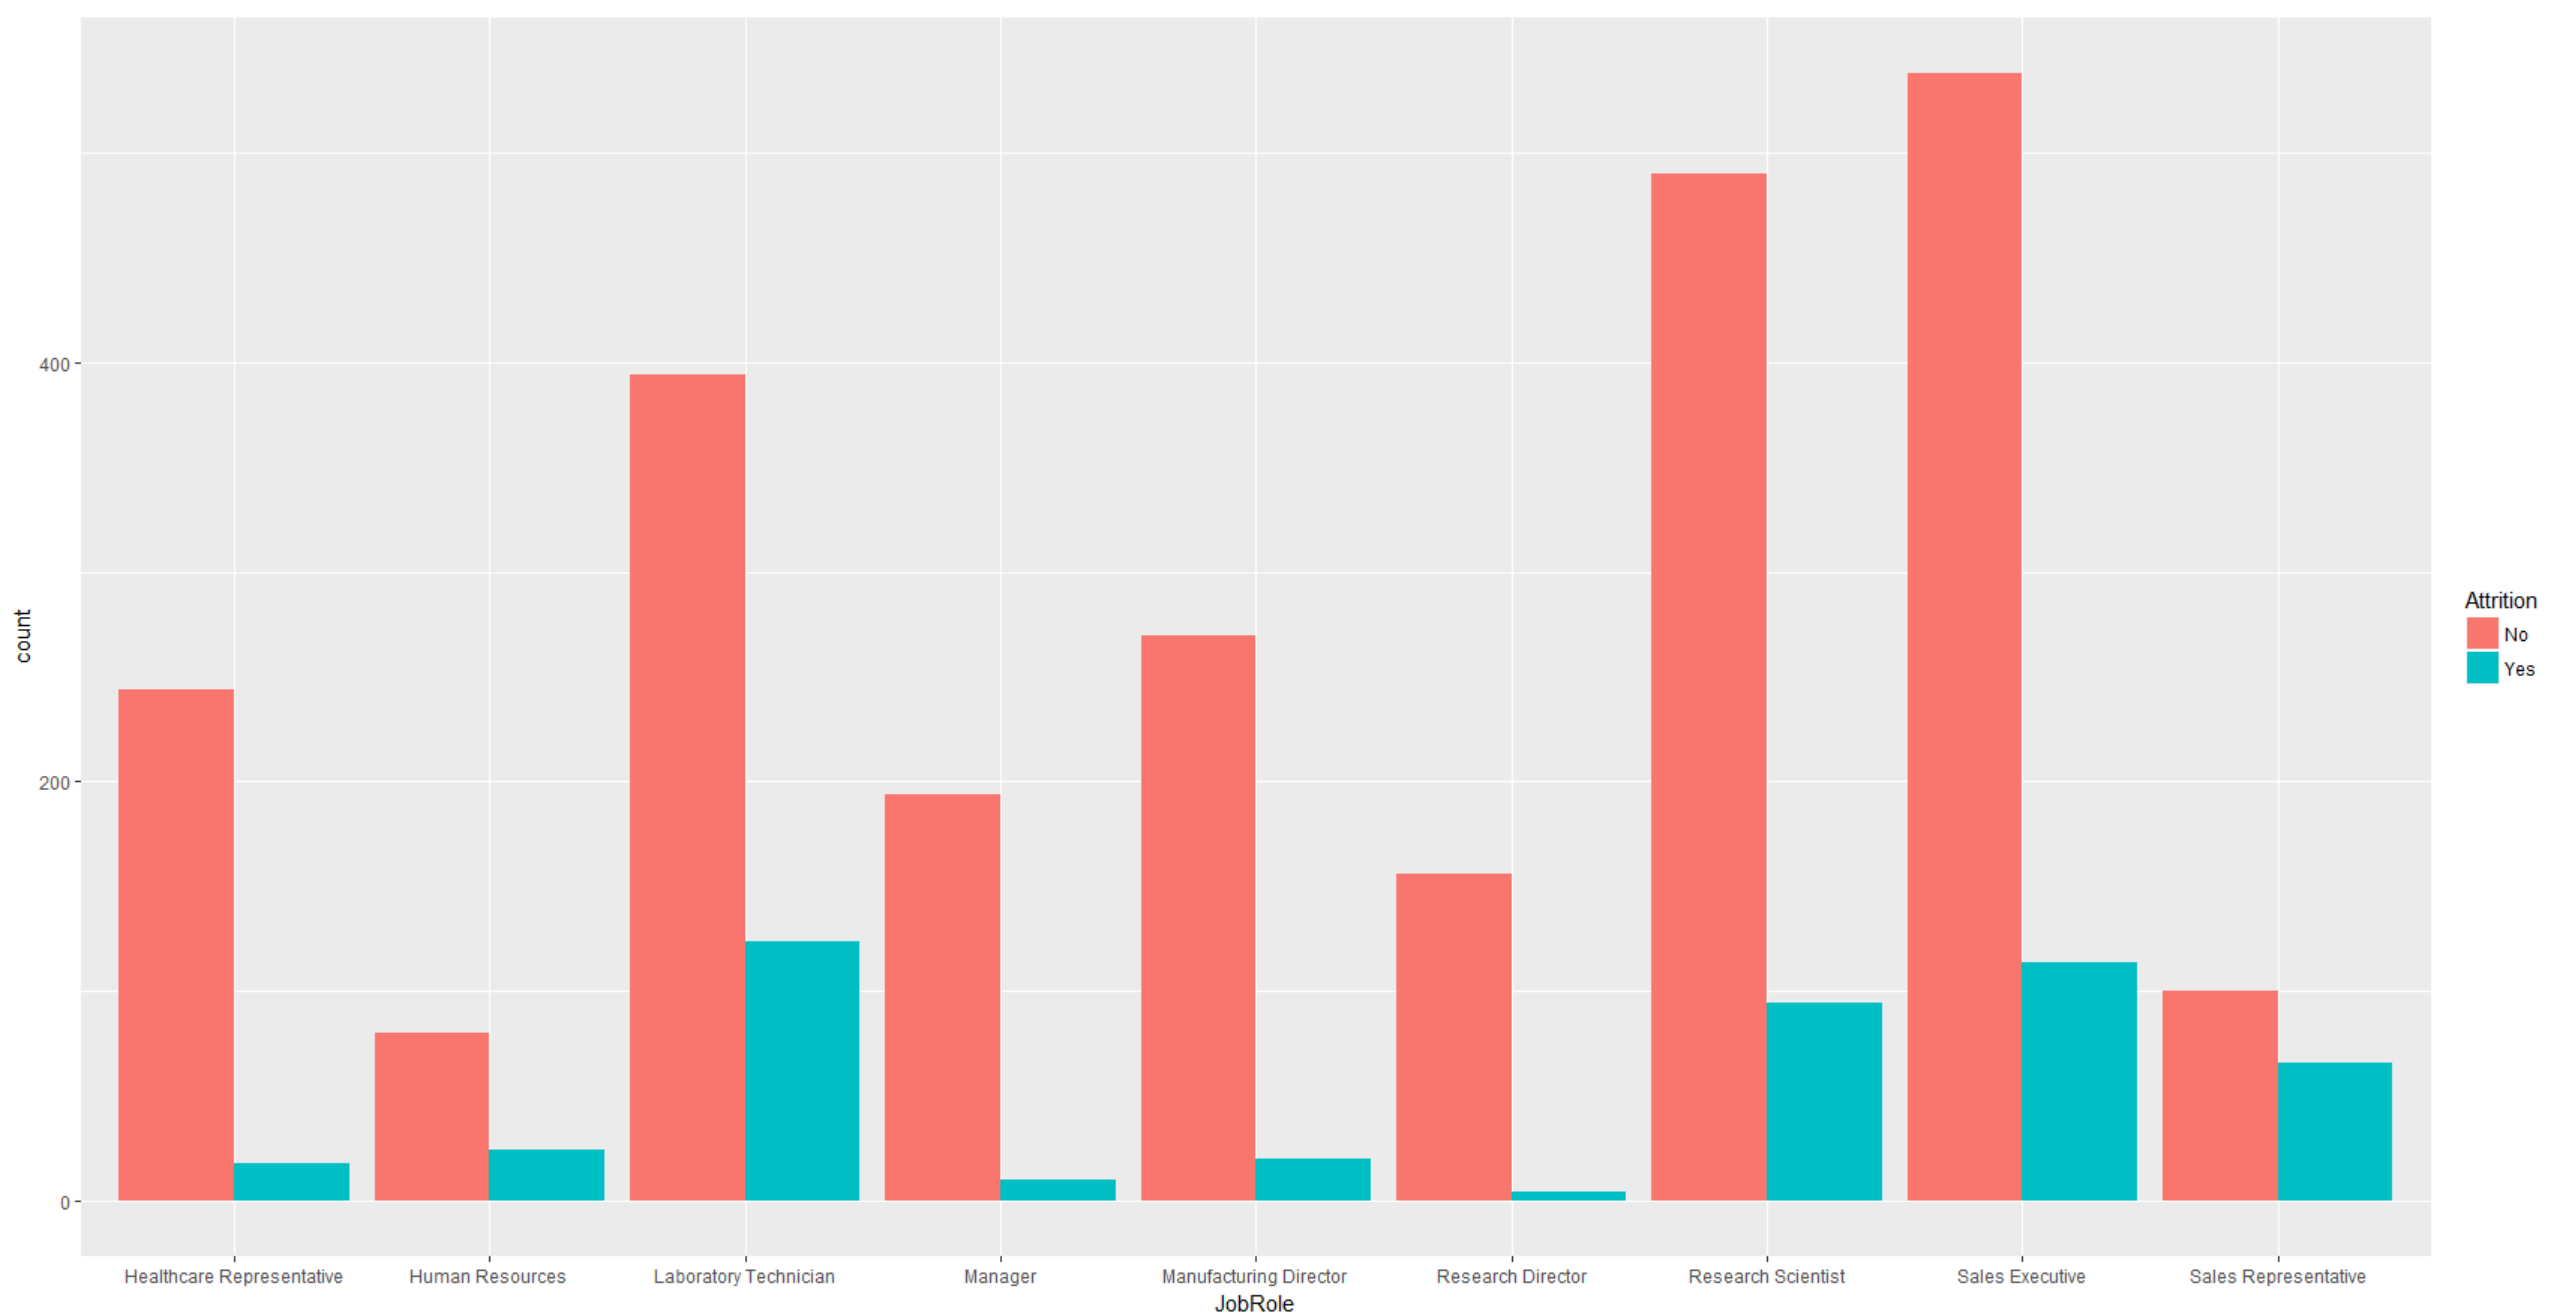 400
200
0
count
Healthcare Representative
Human Resources
Laboratory Technician
Manager
Manufacturing Director
Research Director
Research Scientist
Sales Executive
Sales Representative
JobRole
Attrition
No
Yes